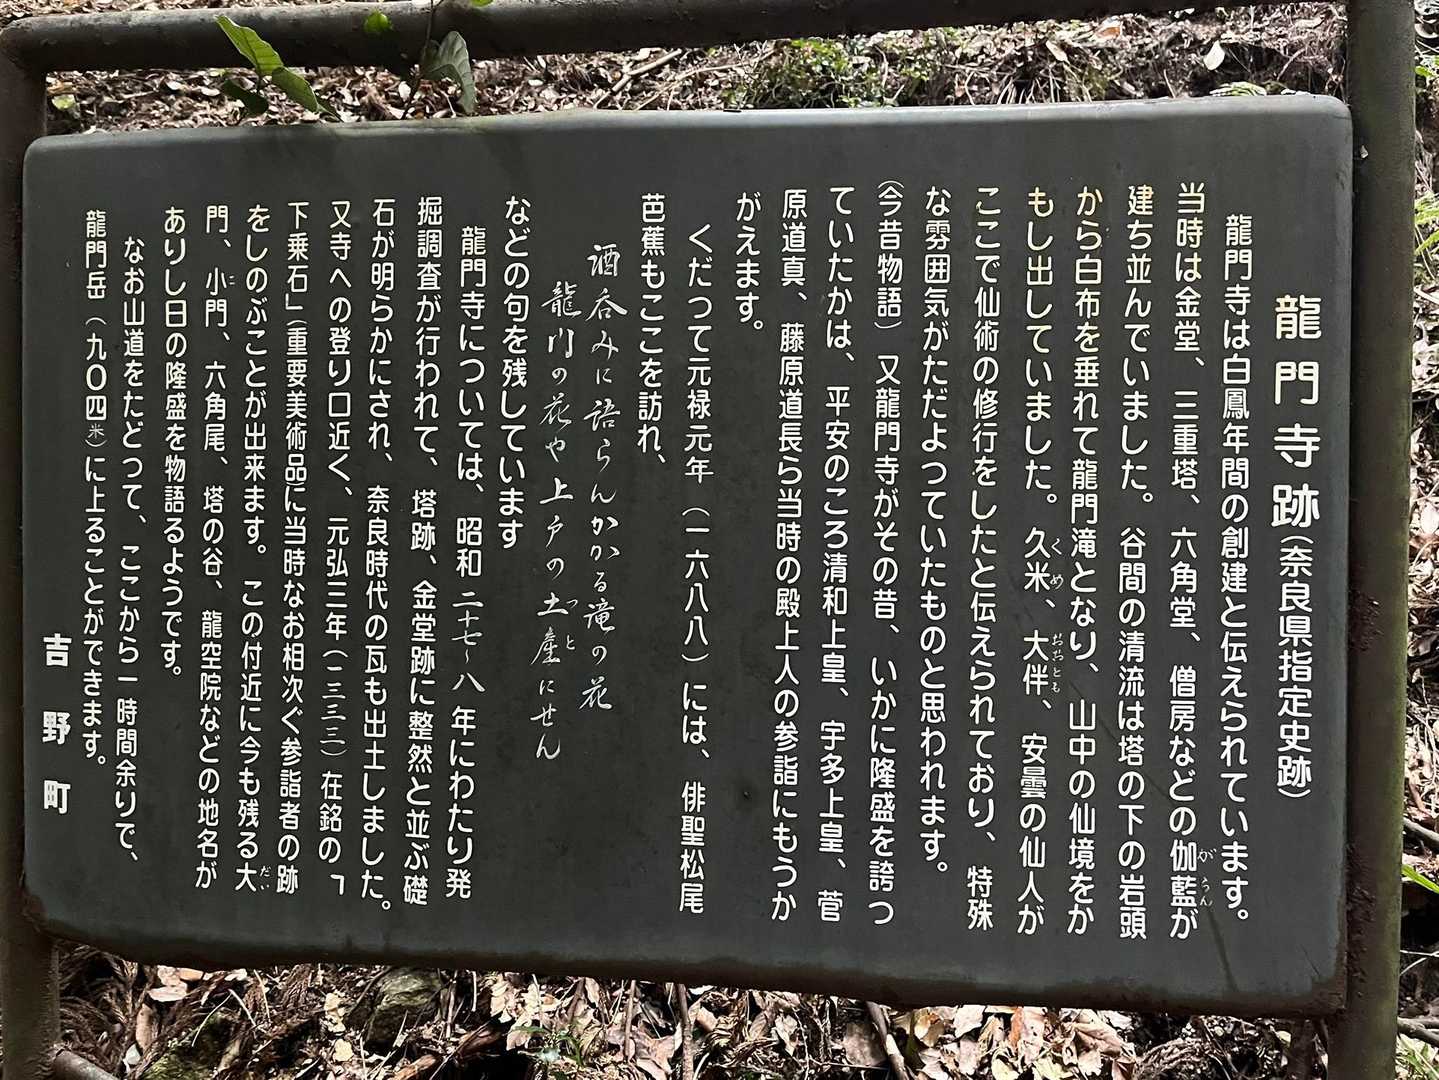 龍門寺跡（奈良県指定史跡）
龍門寺は白鳳年間の創建と伝えられています。
当時は金堂、三重塔、六角堂、僧房などの伽藍が
建ち並んでいました。谷間の清流は塔の下の岩頭
から白布を垂れて龍門滝となり、山中の仙境をか
もし出していました。久米、大伴、安曇の仙人が
ここで仙術の修行をしたと伝えられており、特殊
な雰囲気がただよつていたものと思われます。
（今昔物語）又龍門寺がその昔、いかに隆盛を誇つ
ていたかは、平安のころ清和上皇、宇多上皇、菅
原道真、藤原道長ら当時の殿上人の参詣にもうか
がえます。
くだつて元禄元年（一六八八）には、俳聖松尾
芭蕉もここを訪れ、
酒呑みに語らんかかる滝の花
龍門の花や上戸の土産にせん
などの句を残しています
龍門寺については、昭和二十七～八年にわたり発
掘調査が行われて、塔跡、金堂跡に整然と並ぶ礎
石が明らかにされ、奈良時代の瓦も出土しました。
又寺への登り口近く、元弘三年（一三三三）在銘の「
下乗石」（重要美術品）に当時なお相次ぐ参詣者の跡
をしのぶことが出来ます。この付近に今も残る大
門、小門、六角尾、塔の谷、龍空院などの地名が
ありし日の隆盛を物語るようです。
なお山道をたどつて、ここから一時間余りで、
龍門岳（九〇四米）に上ることができます。
吉野町